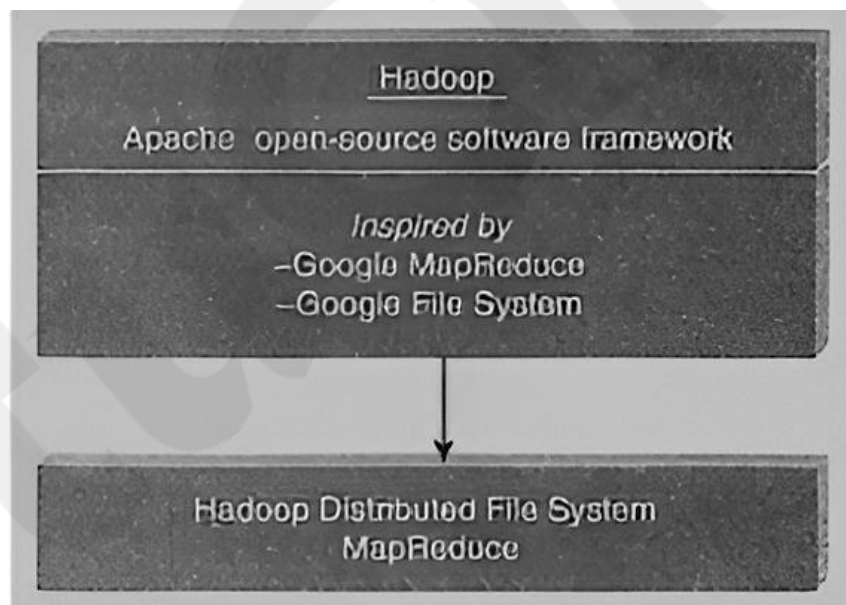 Hadoop
Apache open-source software framework
Inspired by
–Google MapReduce
–Google File System
Hadoop Distributed File System
MapReduce